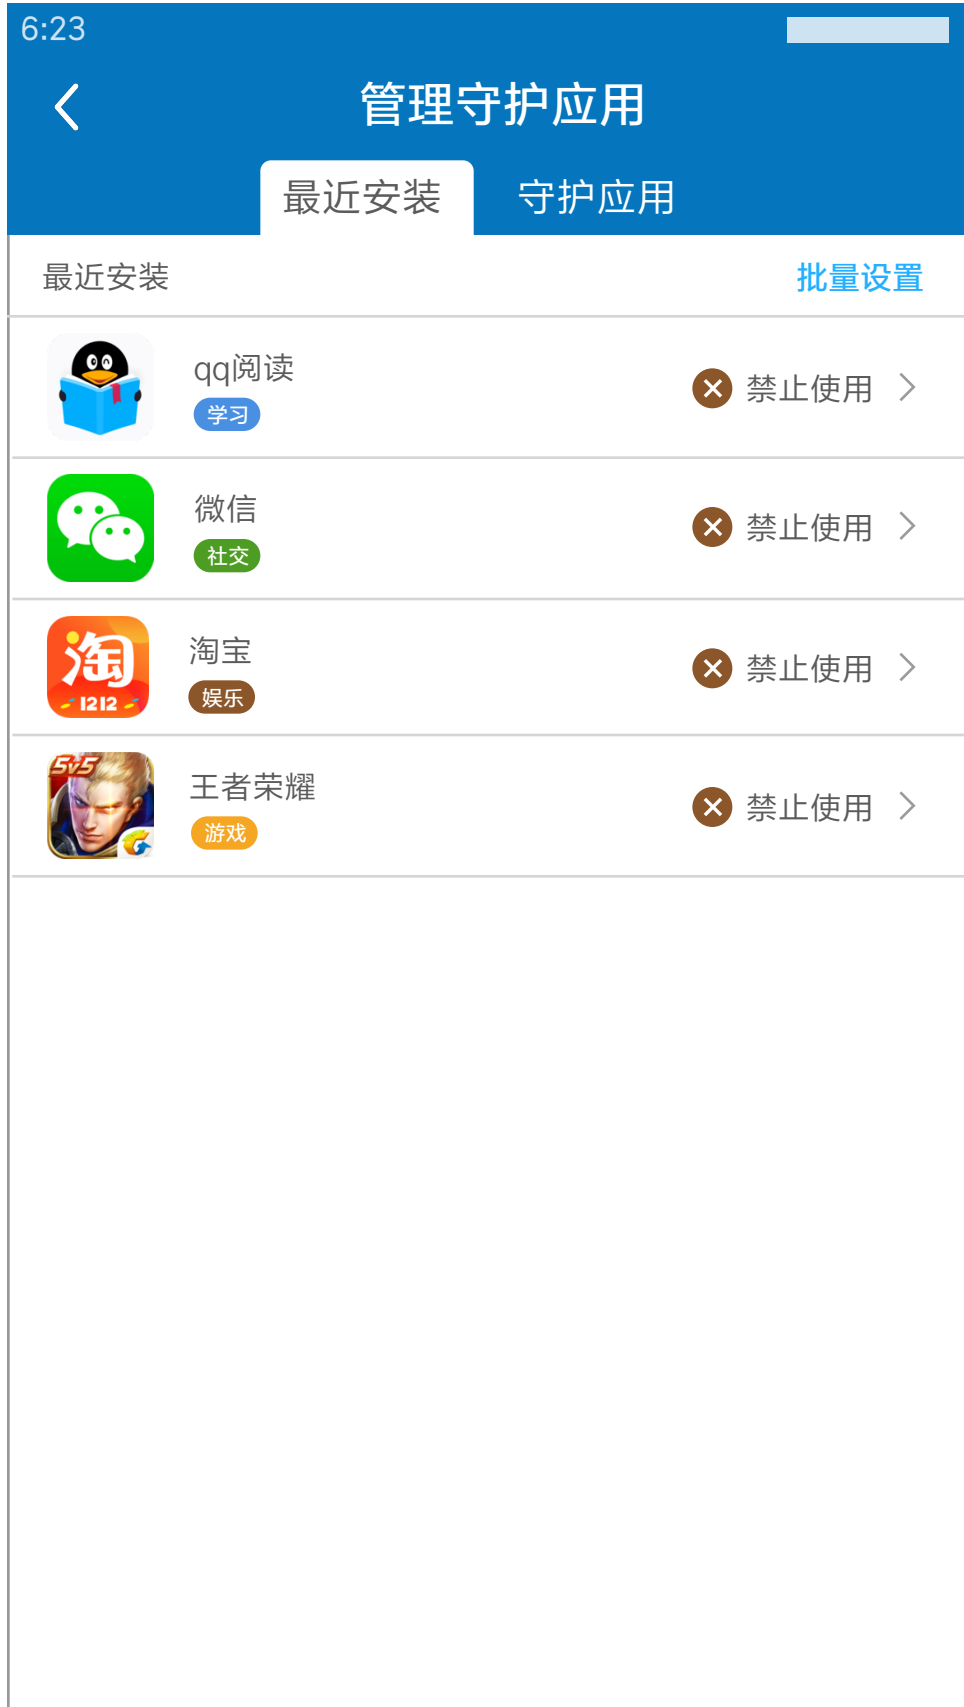 6:23
管理守护应用
最近安装 守护应用
最近安装 批量设置
qq阅读
学习
禁止使用
微信
社交
禁止使用
淘
1212
淘宝
娱乐
禁止使用
5v5
王者荣耀
游戏
禁止使用